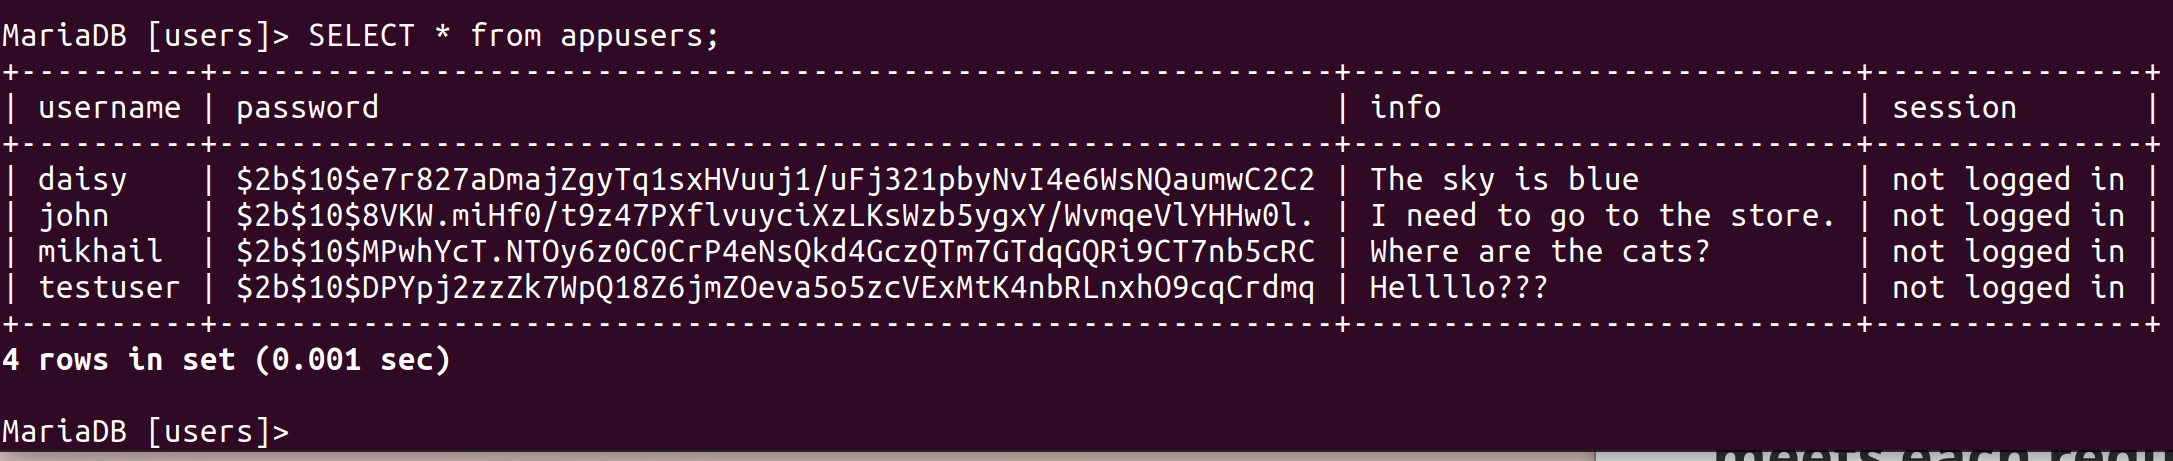 MariaDB [users]> SELECT * from appusers;
+----------+--------------------------------------------------------------+----------------------------+---------------+
| username | password                                                     | info                       | session       |
+----------+--------------------------------------------------------------+----------------------------+---------------+
| daisy    | $2b$10$e7r827aDmajZgyTq1sxHVuuj1/uFj321pbyNvI4e6WsNQaumwC2C2 | The sky is blue            | not logged in |
| john     | $2b$10$8VKW.miHf0/t9z47PXflvuyciXzLKsWzb5ygxY/WvmqeVlYHHw0l. | I need to go to the store. | not logged in |
| mikhail  | $2b$10$MPwhYcT.NTOy6z0C0CrP4eNsQkd4GczQTm7GTdqGQRi9CT7nb5cRC | Where are the cats?        | not logged in |
| testuser | $2b$10$DPYpj2zzZk7WpQ18Z6jmZOeva5o5zcVExMtK4nbRLnxhO9cqCrdmq | Hellllo???                 | not logged in |
+----------+--------------------------------------------------------------+----------------------------+---------------+
4 rows in set (0.001 sec)
MariaDB [users]>
meets each